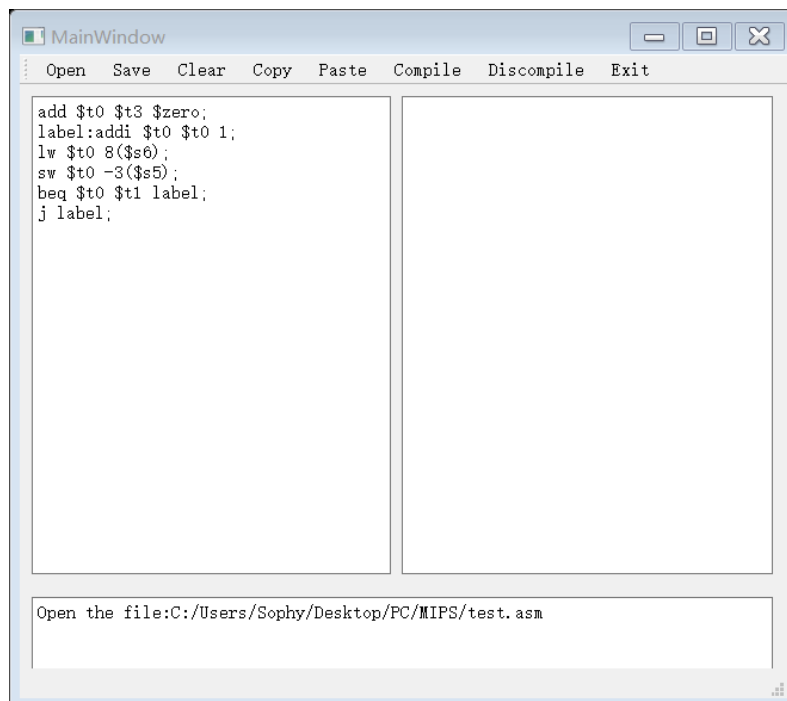 MainWindow
Open Save Clear Copy Paste Compile Discompile Exit
add $t0 $t3 $zero;
label:addi $t0 $t0 1;
lw $t0 8($s6);
sw $t0 -3($s5);
beq $t0 $t1 label;
j label;
Open the file:C:/Users/Sophy/Desktop/PC/MIPS/test.asm